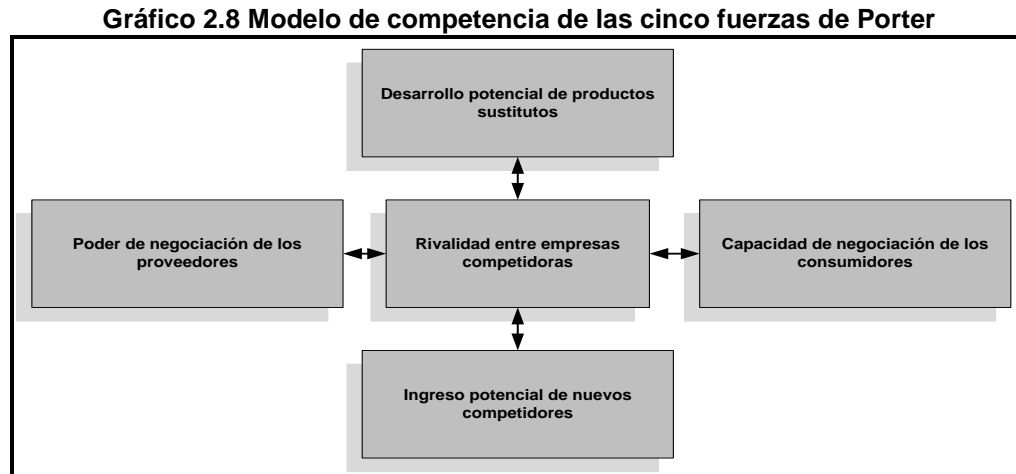 Gráfico 2.8 Modelo de competencia de las cinco fuerzas de Porter
Desarrollo potencial de productos
sustitutos
Poder de negociación de los
proveedores
Rivalidad entre empresas
competidoras
Capacidad de negociación de los
consumidores
Ingreso potencial de nuevos
competidores